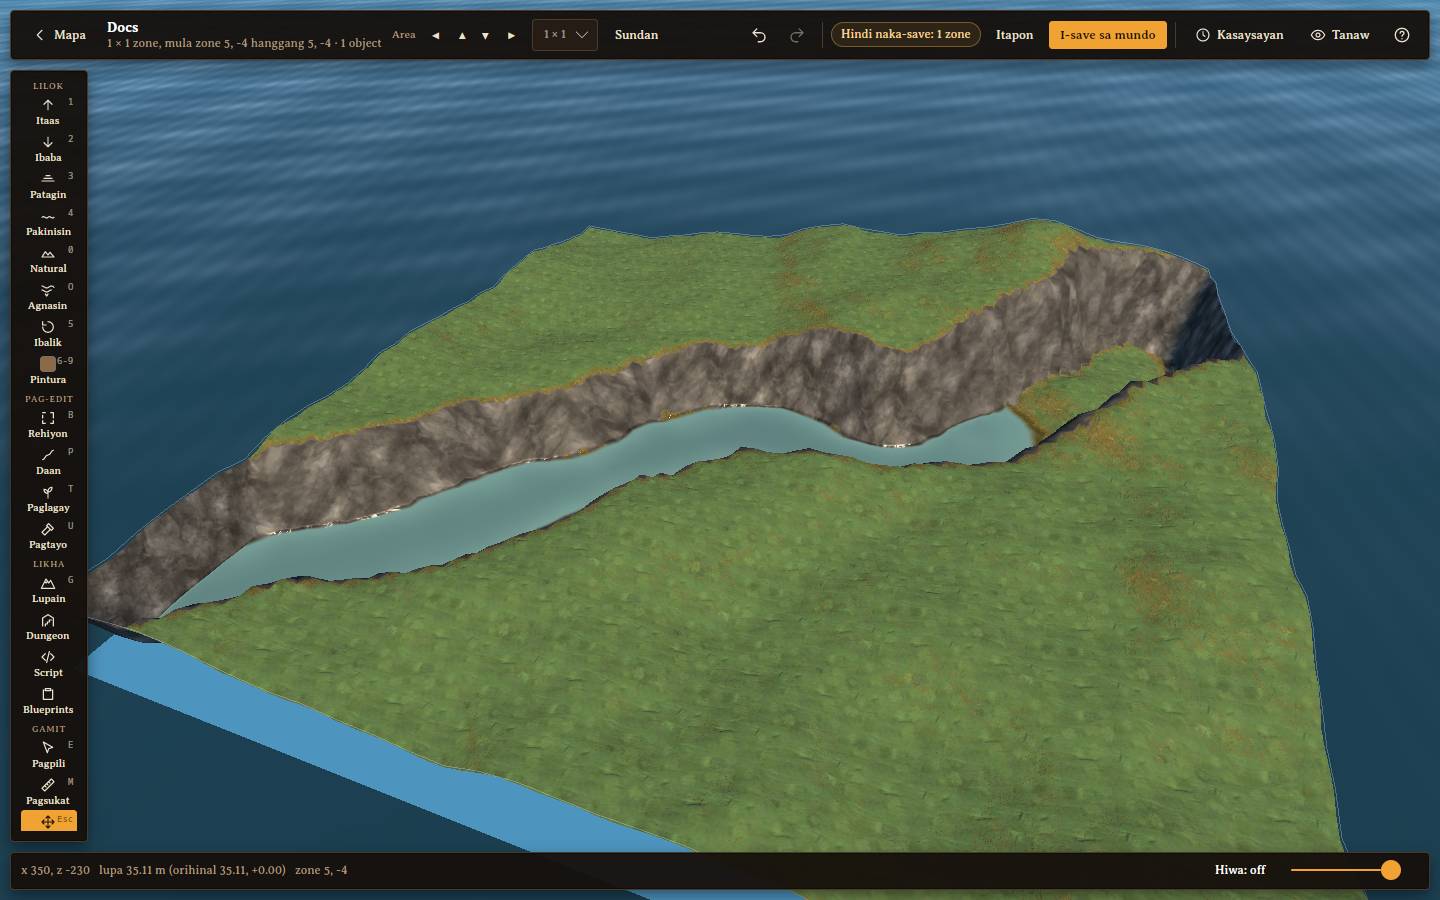 Mapa
Docs
1 × 1 zone, mula zone 5, -4 hanggang 5, -4 · 1 object
Area
1 × 1
Sundan
Hindi naka-save: 1 zone
Itapon
I-save sa mundo
Kasaysayan
Tanaw
LILOK
1
Itaas
2
Ibaba
3
Patagin
4
Pakinisin
0
Natural
O
Agnasin
5
Ibalik
6-9
Pintura
PAG-EDIT
B
Rehiyon
P
Daan
T
Paglagay
U
Pagtayo
LIKHA
G
Lupain
Dungeon
Script
Blueprints
GAMIT
E
Pagpili
M
Pagsukat
Esc
x 350, z -230 lupa 35.11 m (orihinal 35.11, +0.00) zone 5, -4
Hiwa: off